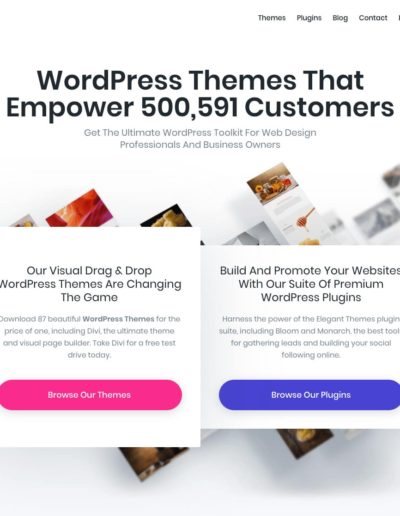 Themes Plugins Blog Contact
WordPress Themes That
Empower 500,591 Customers
Get The Ultimate WordPress Toolkit For Web Design
Professionals And Business Owners
Our Visual Drag & Drop
WordPress Themes Are Changing
The Game
Download 87 beautiful WordPress Themes for the
price of one, including Divi, the ultimate theme
and visual page builder. Take Divi for a free test
drive today.
Browse Our Themes
Build And Promote Your Websites
With Our Suite Of Premium
WordPress Plugins
Harness the power of the Elegant Themes plugin
suite, including Bloom and Monarch, the best tools
for gathering leads and building your social
following online.
Browse Our Plugins